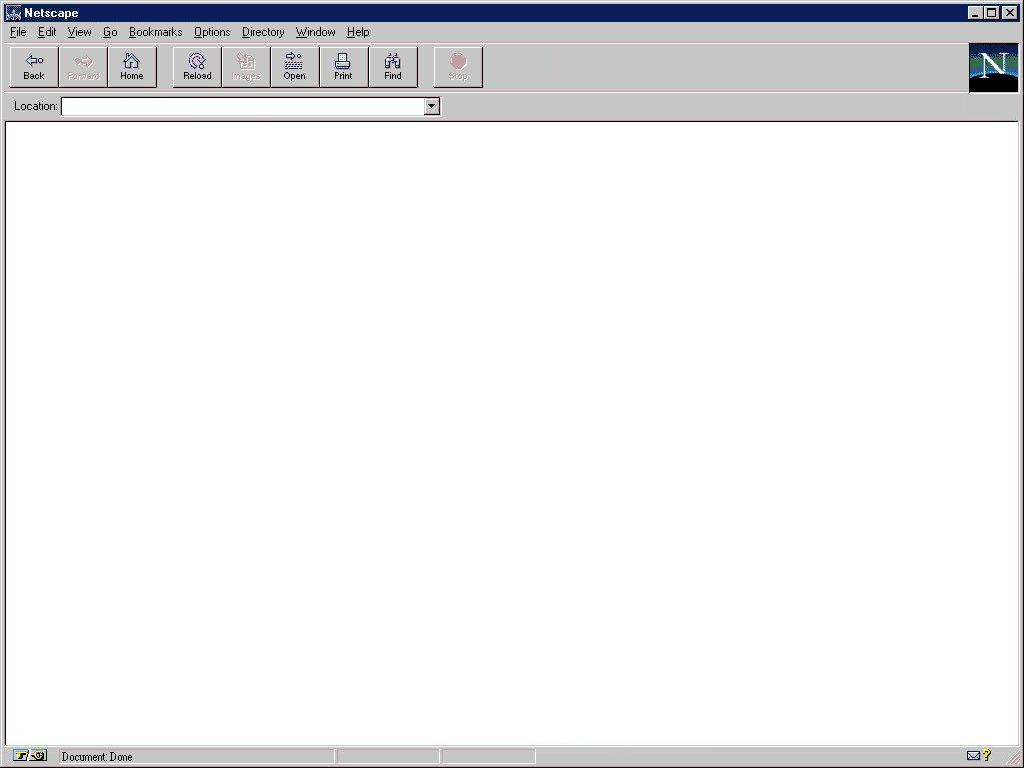 Netscape
File Edit View Go Bookmarks Options Directory Window Help
Back Forward Home Reload Images Open Print Find Stop
N
Location:
Document: Done
?